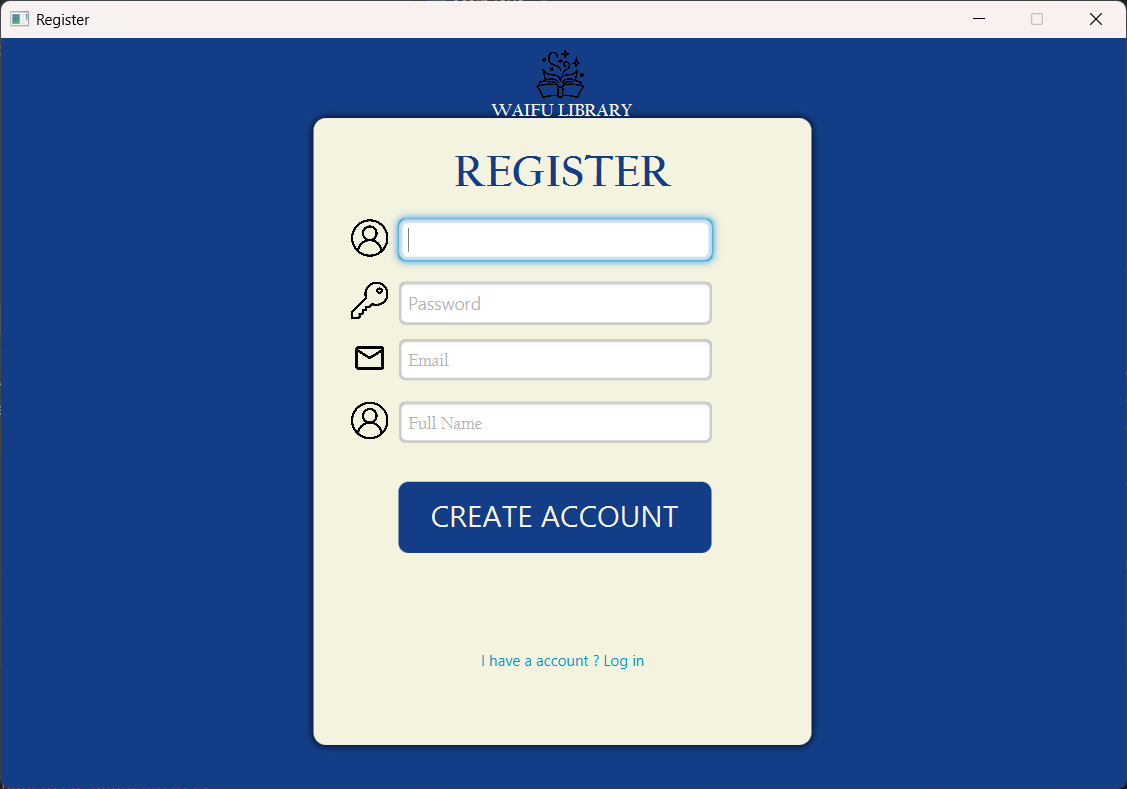 Register
WAIFU LIBRARY
REGISTER
Password
Email
Full Name
CREATE ACCOUNT
I have a account ? Log in